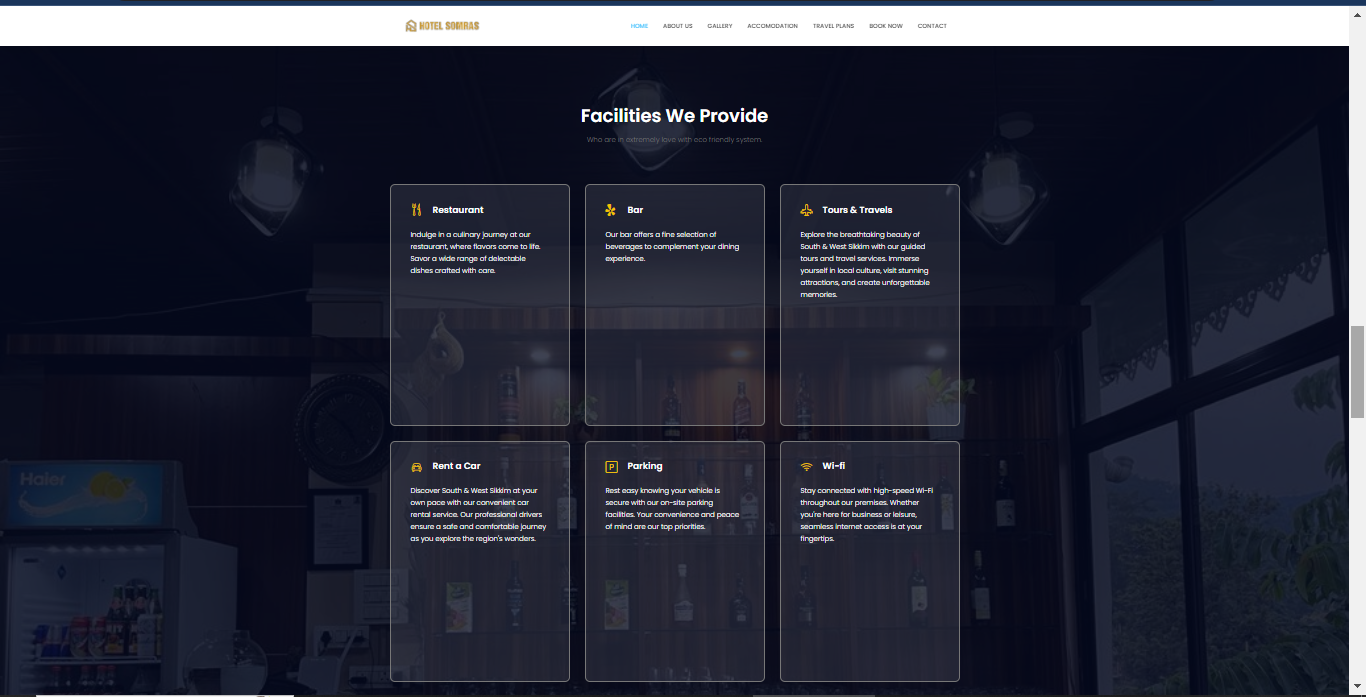 HOTEL SOMRAS
HOME ABOUT US GALLERY ACCOMODATION TRAVEL PLANS BOOK NOW CONTACT
Facilities We Provide
Who are in extremely love with eco friendly system.
Restaurant
Indulge in a culinary journey at our
restaurant, where flavors come to life.
Savor a wide range of delectable
dishes crafted with care.
Bar
Our bar offers a fine selection of
beverages to complement your dining
experience.
Tours & Travels
Explore the breathtaking beauty of
South & West Sikkim with our guided
tours and travel services. Immerse
yourself in local culture, visit stunning
attractions, and create unforgettable
memories.
Rent a Car
Discover South & West Sikkim at your
own pace with our convenient car
rental service. Our professional drivers
ensure a safe and comfortable journey
as you explore the region's wonders.
P
Parking
Rest easy knowing your vehicle is
secure with our on-site parking
facilities. Your convenience and peace
of mind are our top priorities.
Wi-fi
Stay connected with high-speed Wi-Fi
throughout our premises. Whether
you're here for business or leisure,
seamless internet access is at your
fingertips.
Haier